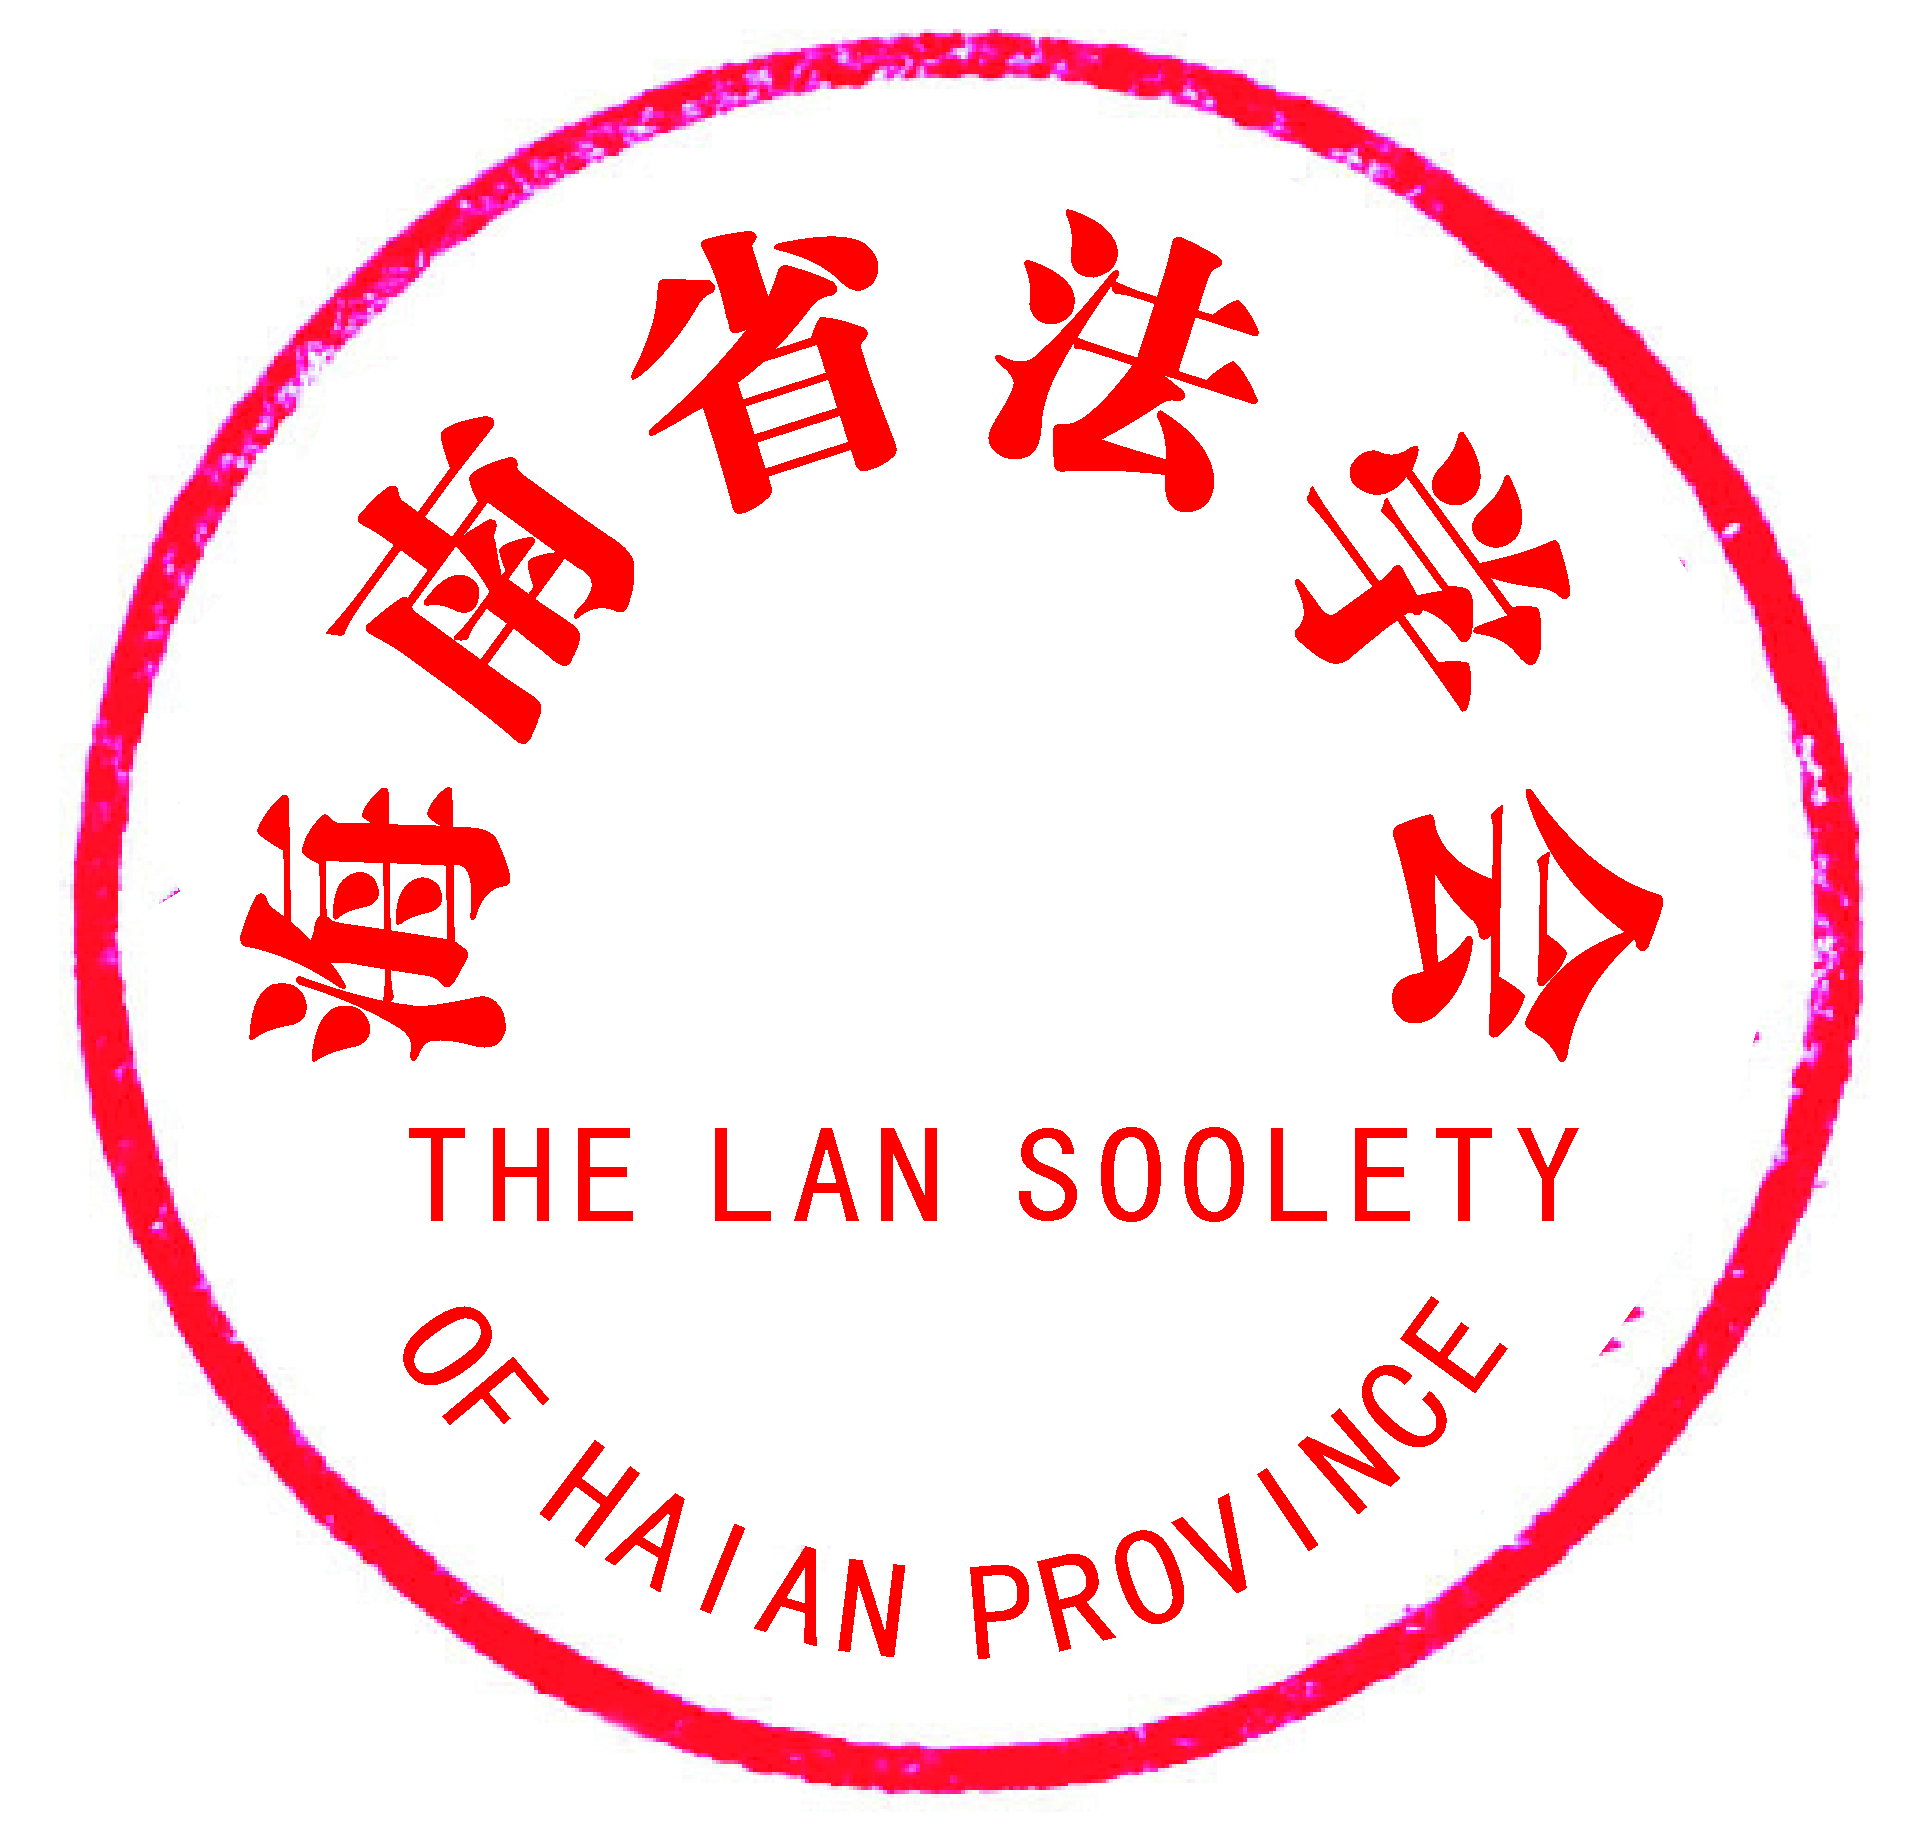 海南省法学会
THE LAN SOOLETY
OF HAIAN PROVINCE